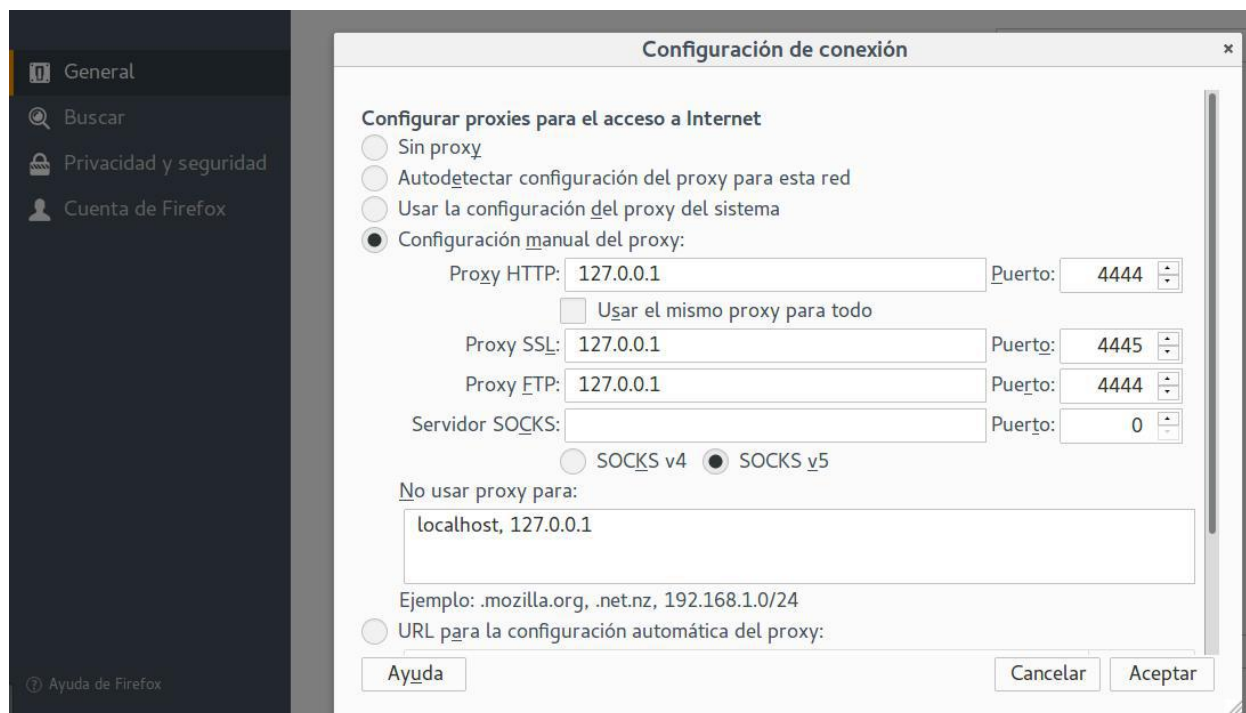 Configuración de conexión
General
Buscar
Privacidad y seguridad
Cuenta de Firefox
Ayuda de Firefox
Configurar proxies para el acceso a Internet
Sin proxy
Autodetectar configuración del proxy para esta red
Usar la configuración del proxy del sistema
Configuración manual del proxy:
Proxy HTTP: 127.0.0.1 Puerto: 4444
Usar el mismo proxy para todo
Proxy SSL: 127.0.0.1 Puerto: 4445
Proxy FTP: 127.0.0.1 Puerto: 4444
Servidor SOCKS: Puerto: 0
SOCKS v4 SOCKS v5
No usar proxy para:
localhost, 127.0.0.1
Ejemplo: .mozilla.org, .net.nz, 192.168.1.0/24
URL para la configuración automática del proxy:
Ayuda Cancelar Aceptar